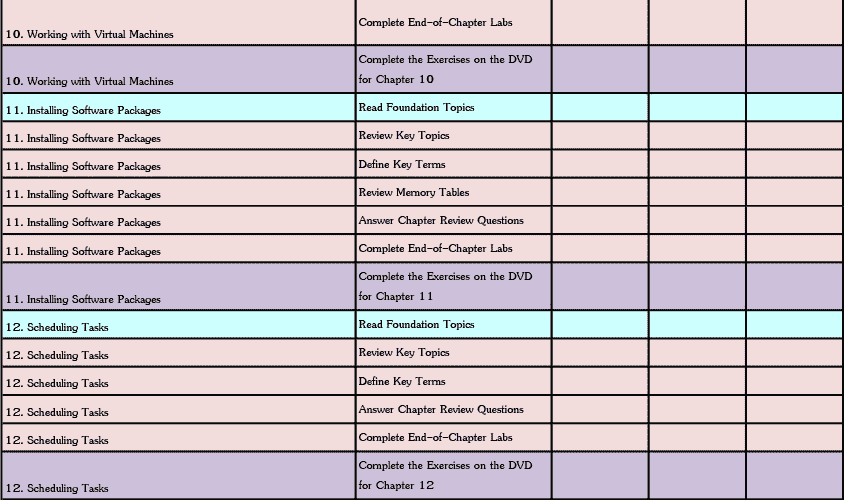 10. Working with Virtual Machines Complete End-of-Chapter Labs
Complete the Exercises on the DVD
10. Working with Virtual Machines for Chapter 10
11. Installing Software Packages Read Foundation Topics
11. Installing Software Packages Review Key Topics
11. Installing Software Packages Define Key Terms
11. Installing Software Packages Review Memory Tables
11. Installing Software Packages Answer Chapter Review Questions
11. Installing Software Packages Complete End-of-Chapter Labs
Complete the Exercises on the DVD
11. Installing Software Packages for Chapter 11
12. Scheduling Tasks Read Foundation Topics
12. Scheduling Tasks Review Key Topics
12. Scheduling Tasks Define Key Terms
12. Scheduling Tasks Answer Chapter Review Questions
12. Scheduling Tasks Complete End-of-Chapter Labs
Complete the Exercises on the DVD
12. Scheduling Tasks for Chapter 12